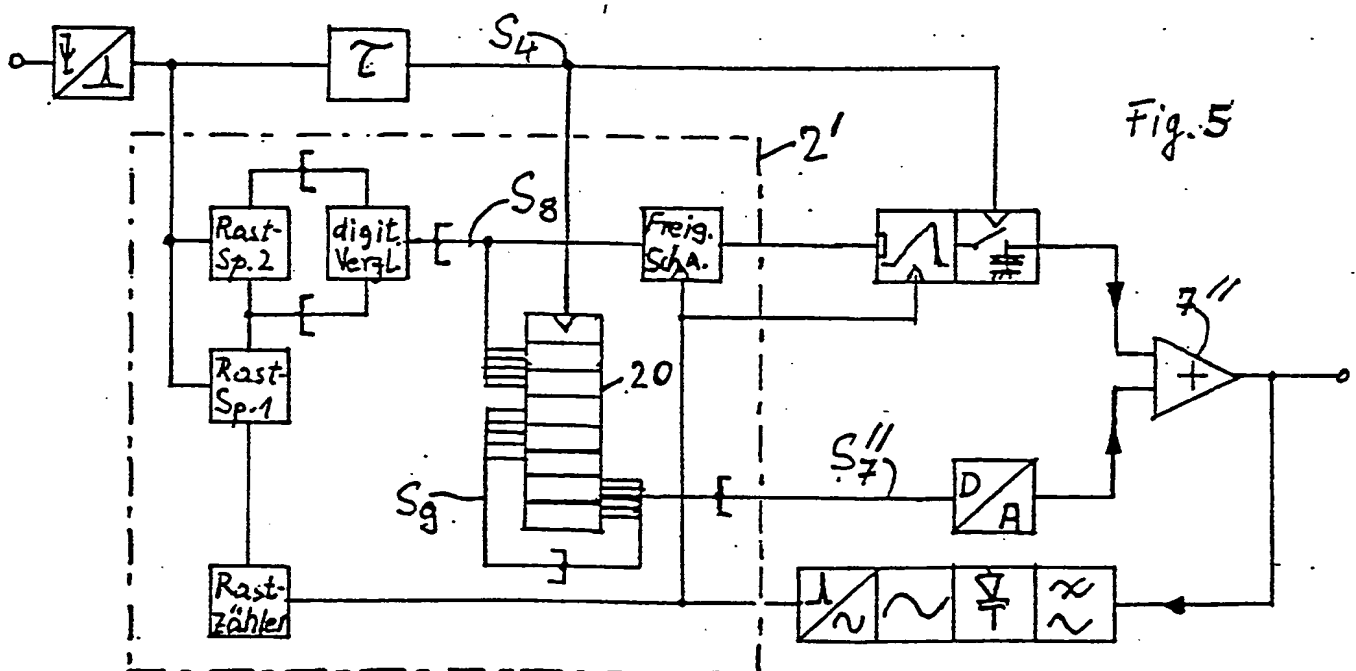 S4
τ
Fig. 5
2'
S8
Rast-
Sp. 2
digit.
Vergl.
Freig.
Sch A.
7''
Rast-
Sp. 1
20
S7''
S9
D
A
+
Rast-
zähler